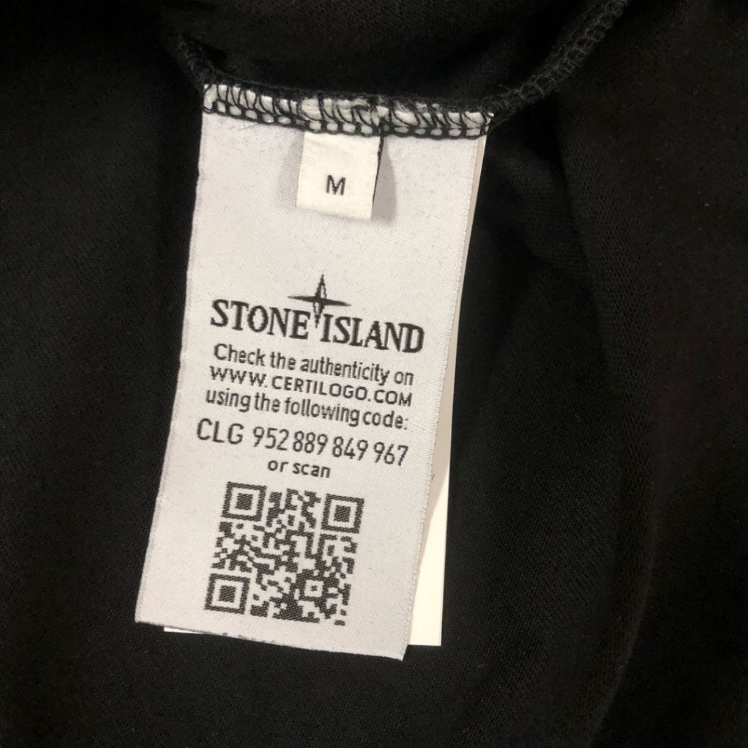 M
STONE ISLAND
Check the authenticity on
WWW.CERTILOGO.COM
using the following code:
CLG 952 889 849 967
or scan